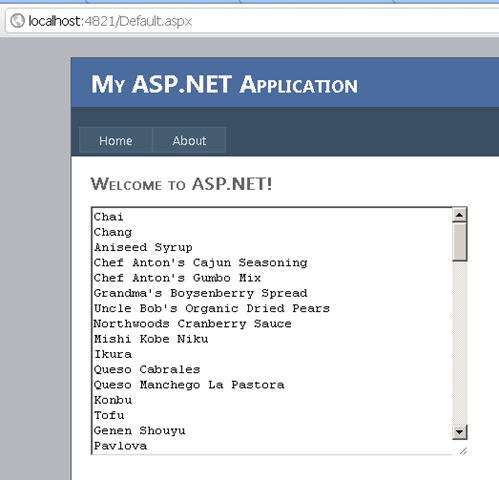 localhost:4821/Default.aspx
My ASP.NET Application
Home About
Welcome to ASP.NET!
Chai
Chang
Aniseed Syrup
Chef Anton's Cajun Seasoning
Chef Anton's Gumbo Mix
Grandma's Boysenberry Spread
Uncle Bob's Organic Dried Pears
Northwoods Cranberry Sauce
Mishi Kobe Niku
Ikura
Queso Cabrales
Queso Manchego La Pastora
Konbu
Tofu
Genen Shouyu
Pavlova